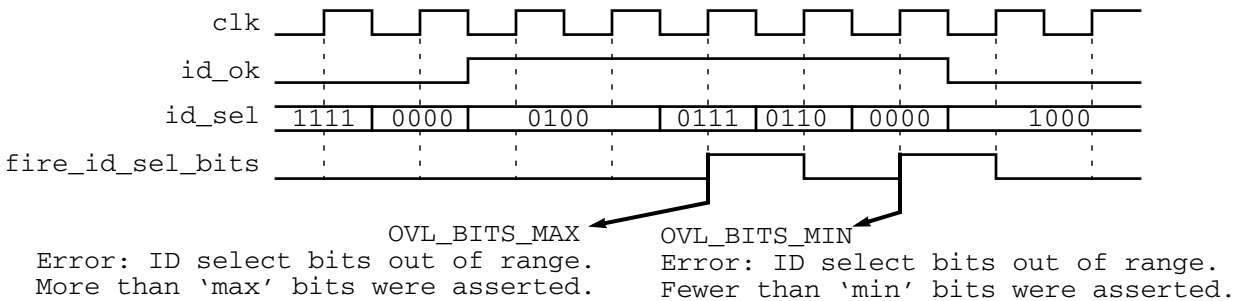 clk
id_ok
id_sel 1111 0000 0100 0111 0110 0000 1000
fire_id_sel_bits
OVL_BITS_MAX
Error: ID select bits out of range.
More than ‘max’ bits were asserted.
OVL_BITS_MIN
Error: ID select bits out of range.
Fewer than ‘min’ bits were asserted.